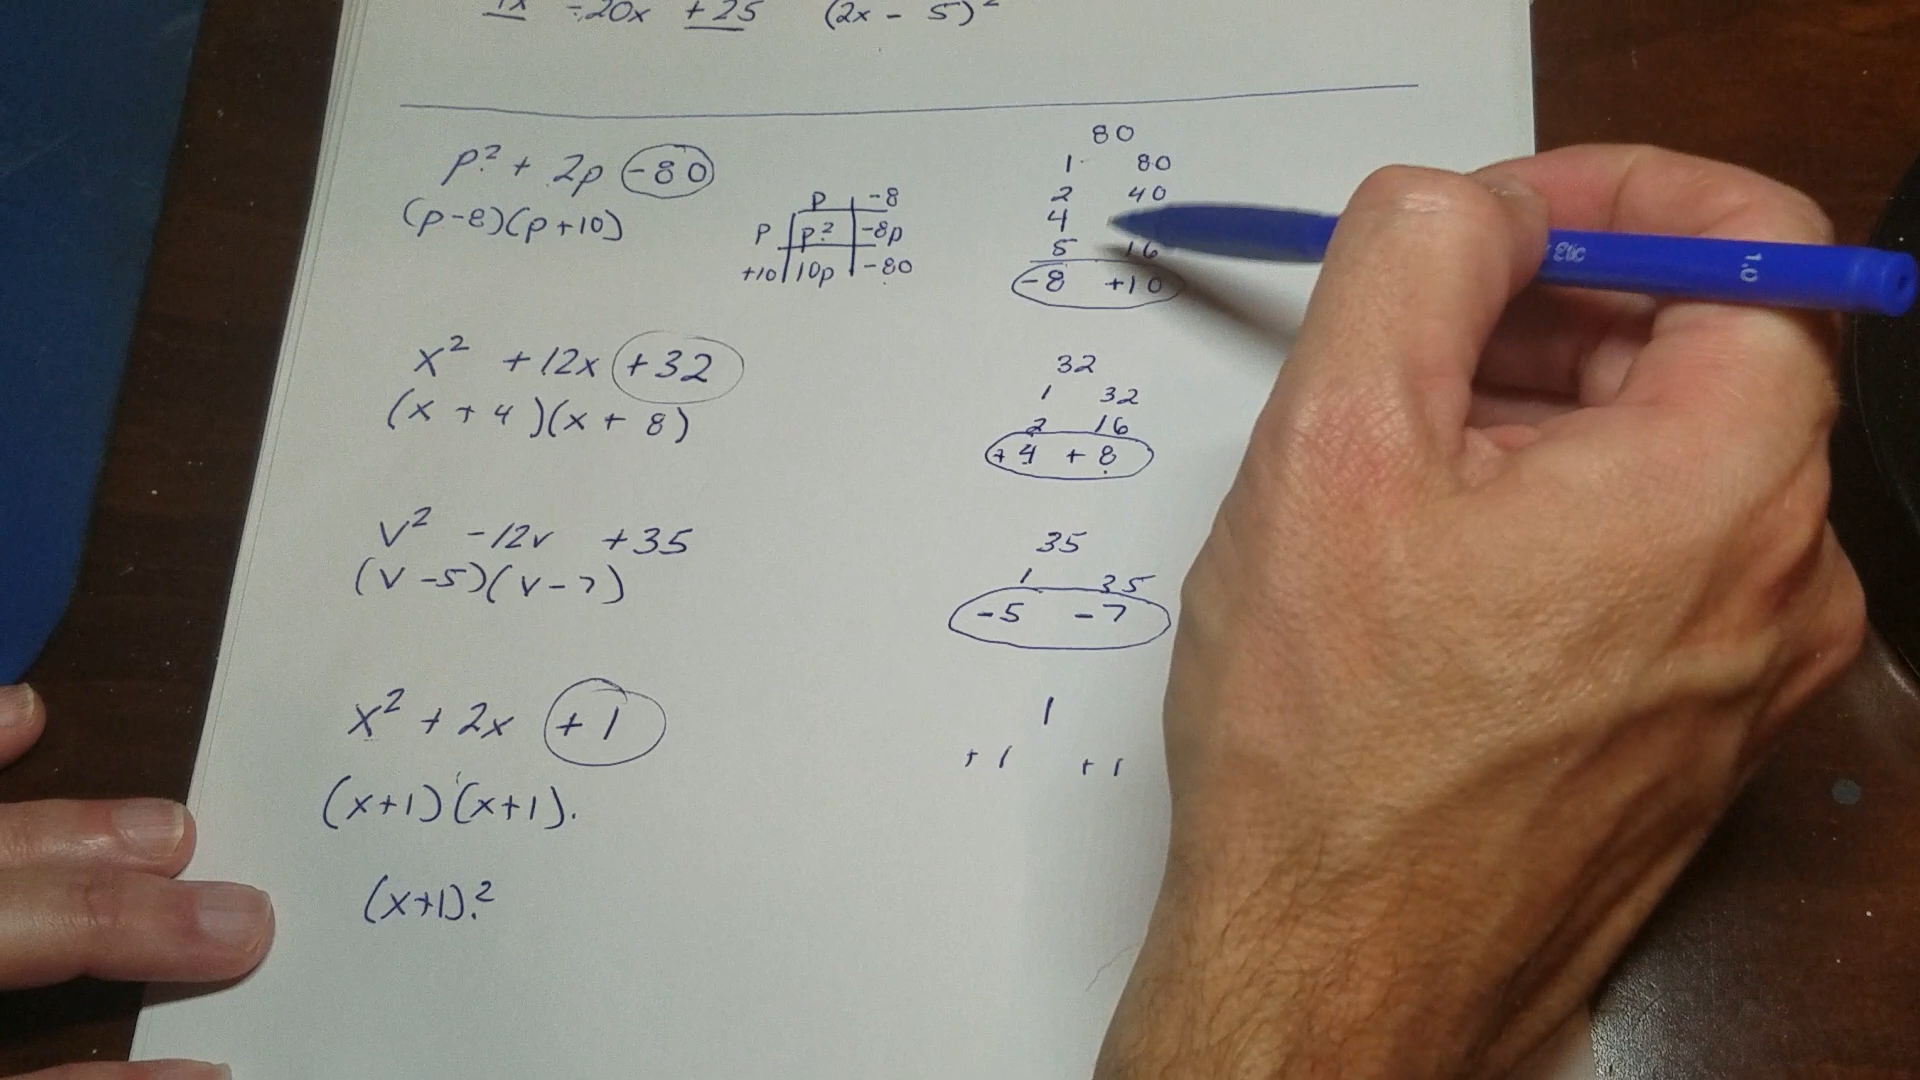 - 20x + 25 (2x - 5)²
p² + 2p -80
(p-8)(p+10)
p -8
p p² -8p
+10 10p -80
80
1 80
2 40
4
5 16
-8 +10
x² +12x +32
(x + 4)(x + 8)
32
1 32
2 16
+4 +8
v² -12v +35
(v -5)(v -7)
35
1 35
-5 -7
x² + 2x + 1
(x+1)(x+1).
(x+1).²
1
+1 +1
1.0